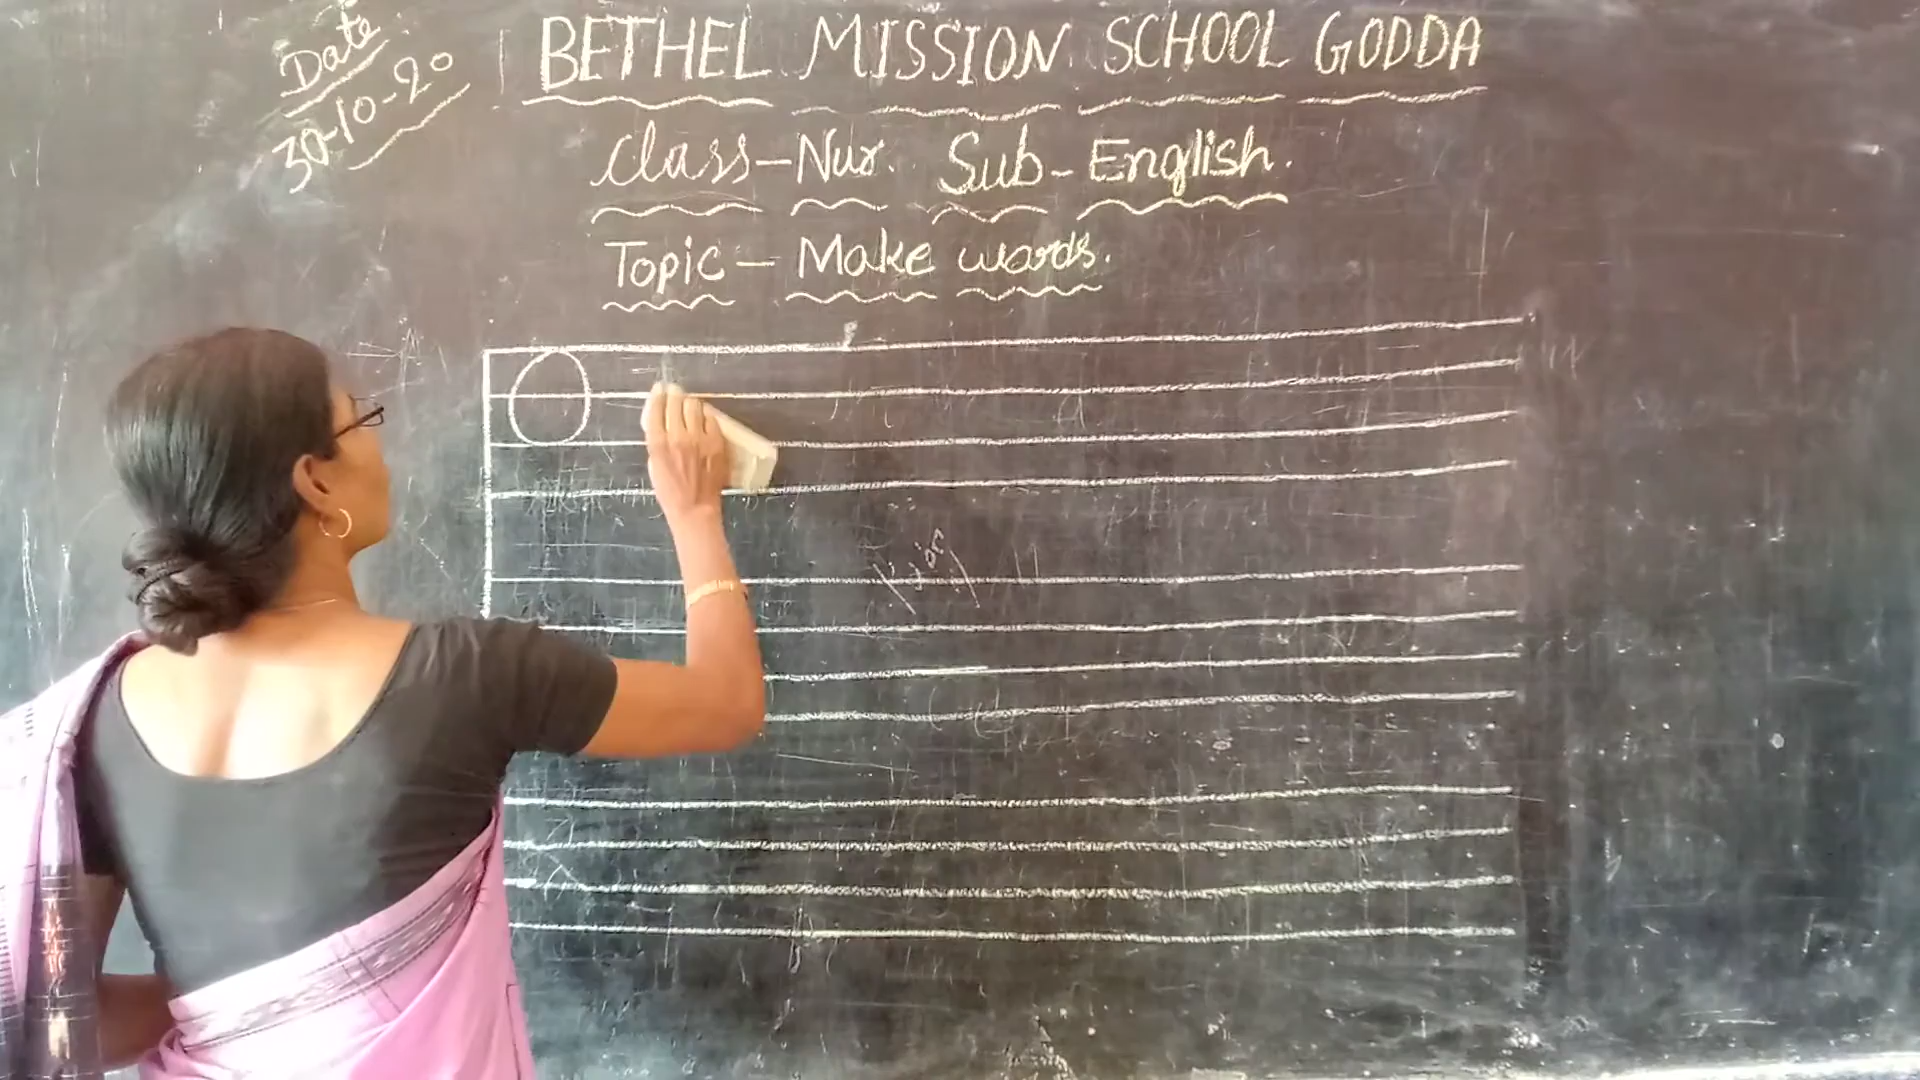 Date
30-10-20
BETHEL MISSION SCHOOL GODDA
Class-Nur. Sub-English.
Topic- Make words.
O